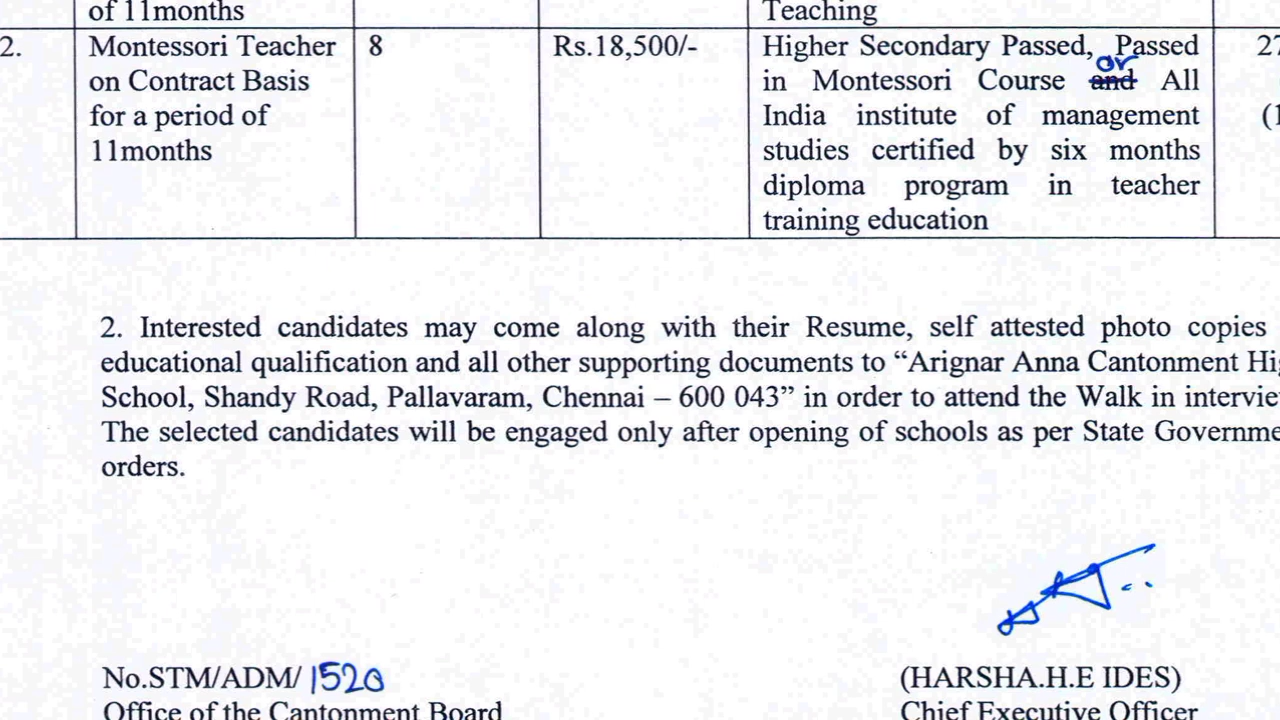 of 11months
Teaching
2.
Montessori Teacher
on Contract Basis
for a period of
11months
8
Rs.18,500/-
Higher Secondary Passed, Passed
in Montessori Course and or All
India institute of management
studies certified by six months
diploma program in teacher
training education
27
(1
2. Interested candidates may come along with their Resume, self attested photo copies
educational qualification and all other supporting documents to “Arignar Anna Cantonment Hi
School, Shandy Road, Pallavaram, Chennai – 600 043” in order to attend the Walk in intervie
The selected candidates will be engaged only after opening of schools as per State Governme
orders.
No.STM/ADM/ 1520
Office of the Cantonment Board
(HARSHA.H.E IDES)
Chief Executive Officer